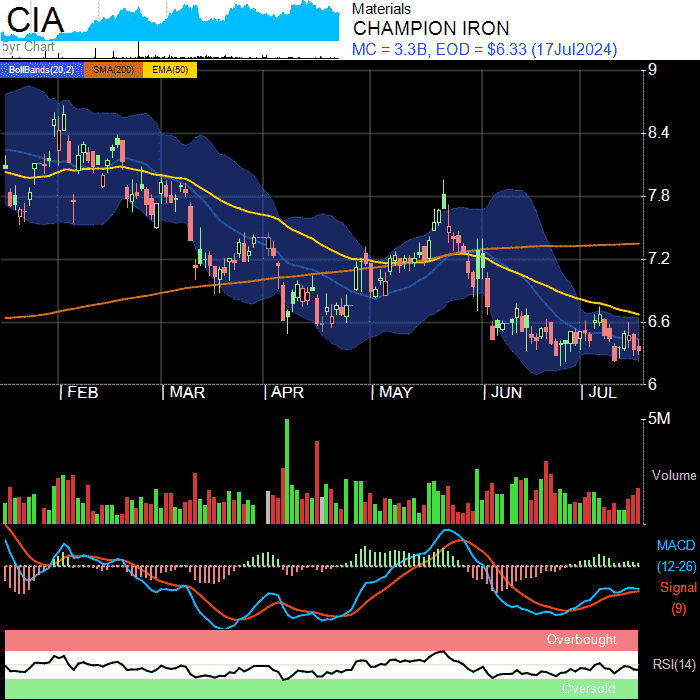 CIA
5yr Chart
Materials
CHAMPION IRON
MC = 3.3B, EOD = $6.33 (17Jul2024)
BollBands(20,2) SMA(200) EMA(50)
9
8.4
7.8
7.2
6.6
6
FEB MAR APR MAY JUN JUL
5M
Volume
MACD
(12-26)
Signal
(9)
Overbought
RSI(14)
Oversold